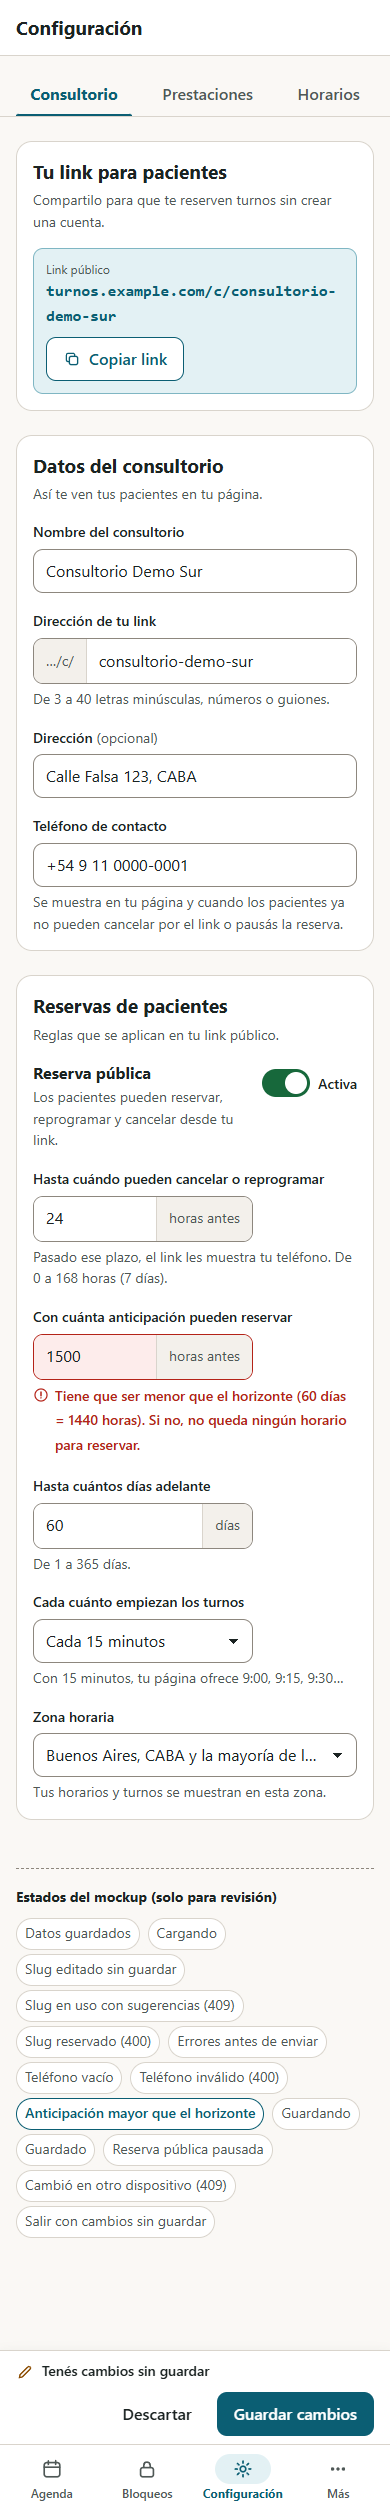 Configuración
Consultorio
Prestaciones
Horarios
Tu link para pacientes
Compartilo para que te reserven turnos sin crear
una cuenta.
Link público
turnos.example.com/c/consultorio-
demo-sur
Copiar link
Datos del consultorio
Así te ven tus pacientes en tu página.
Nombre del consultorio
Consultorio Demo Sur
Dirección de tu link
.../c/ consultorio-demo-sur
De 3 a 40 letras minúsculas, números o guiones.
Dirección (opcional)
Calle Falsa 123, CABA
Teléfono de contacto
+54 9 11 0000-0001
Se muestra en tu página y cuando los pacientes ya
no pueden cancelar por el link o pausás la reserva.
Reservas de pacientes
Reglas que se aplican en tu link público.
Reserva pública
Activa
Los pacientes pueden reservar,
reprogramar y cancelar desde tu
link.
Hasta cuándo pueden cancelar o reprogramar
24 horas antes
Pasado ese plazo, el link les muestra tu teléfono. De
0 a 168 horas (7 días).
Con cuánta anticipación pueden reservar
1500 horas antes
Tiene que ser menor que el horizonte (60 días
= 1440 horas). Si no, no queda ningún horario
para reservar.
Hasta cuántos días adelante
60 días
De 1 a 365 días.
Cada cuánto empiezan los turnos
Cada 15 minutos
Con 15 minutos, tu página ofrece 9:00, 9:15, 9:30...
Zona horaria
Buenos Aires, CABA y la mayoría de l...
Tus horarios y turnos se muestran en esta zona.
Estados del mockup (solo para revisión)
Datos guardados
Cargando
Slug editado sin guardar
Slug en uso con sugerencias (409)
Slug reservado (400)
Errores antes de enviar
Teléfono vacío
Teléfono inválido (400)
Anticipación mayor que el horizonte
Guardando
Guardado
Reserva pública pausada
Cambió en otro dispositivo (409)
Salir con cambios sin guardar
Tenés cambios sin guardar
Descartar
Guardar cambios
Agenda
Bloqueos
Configuración
Más